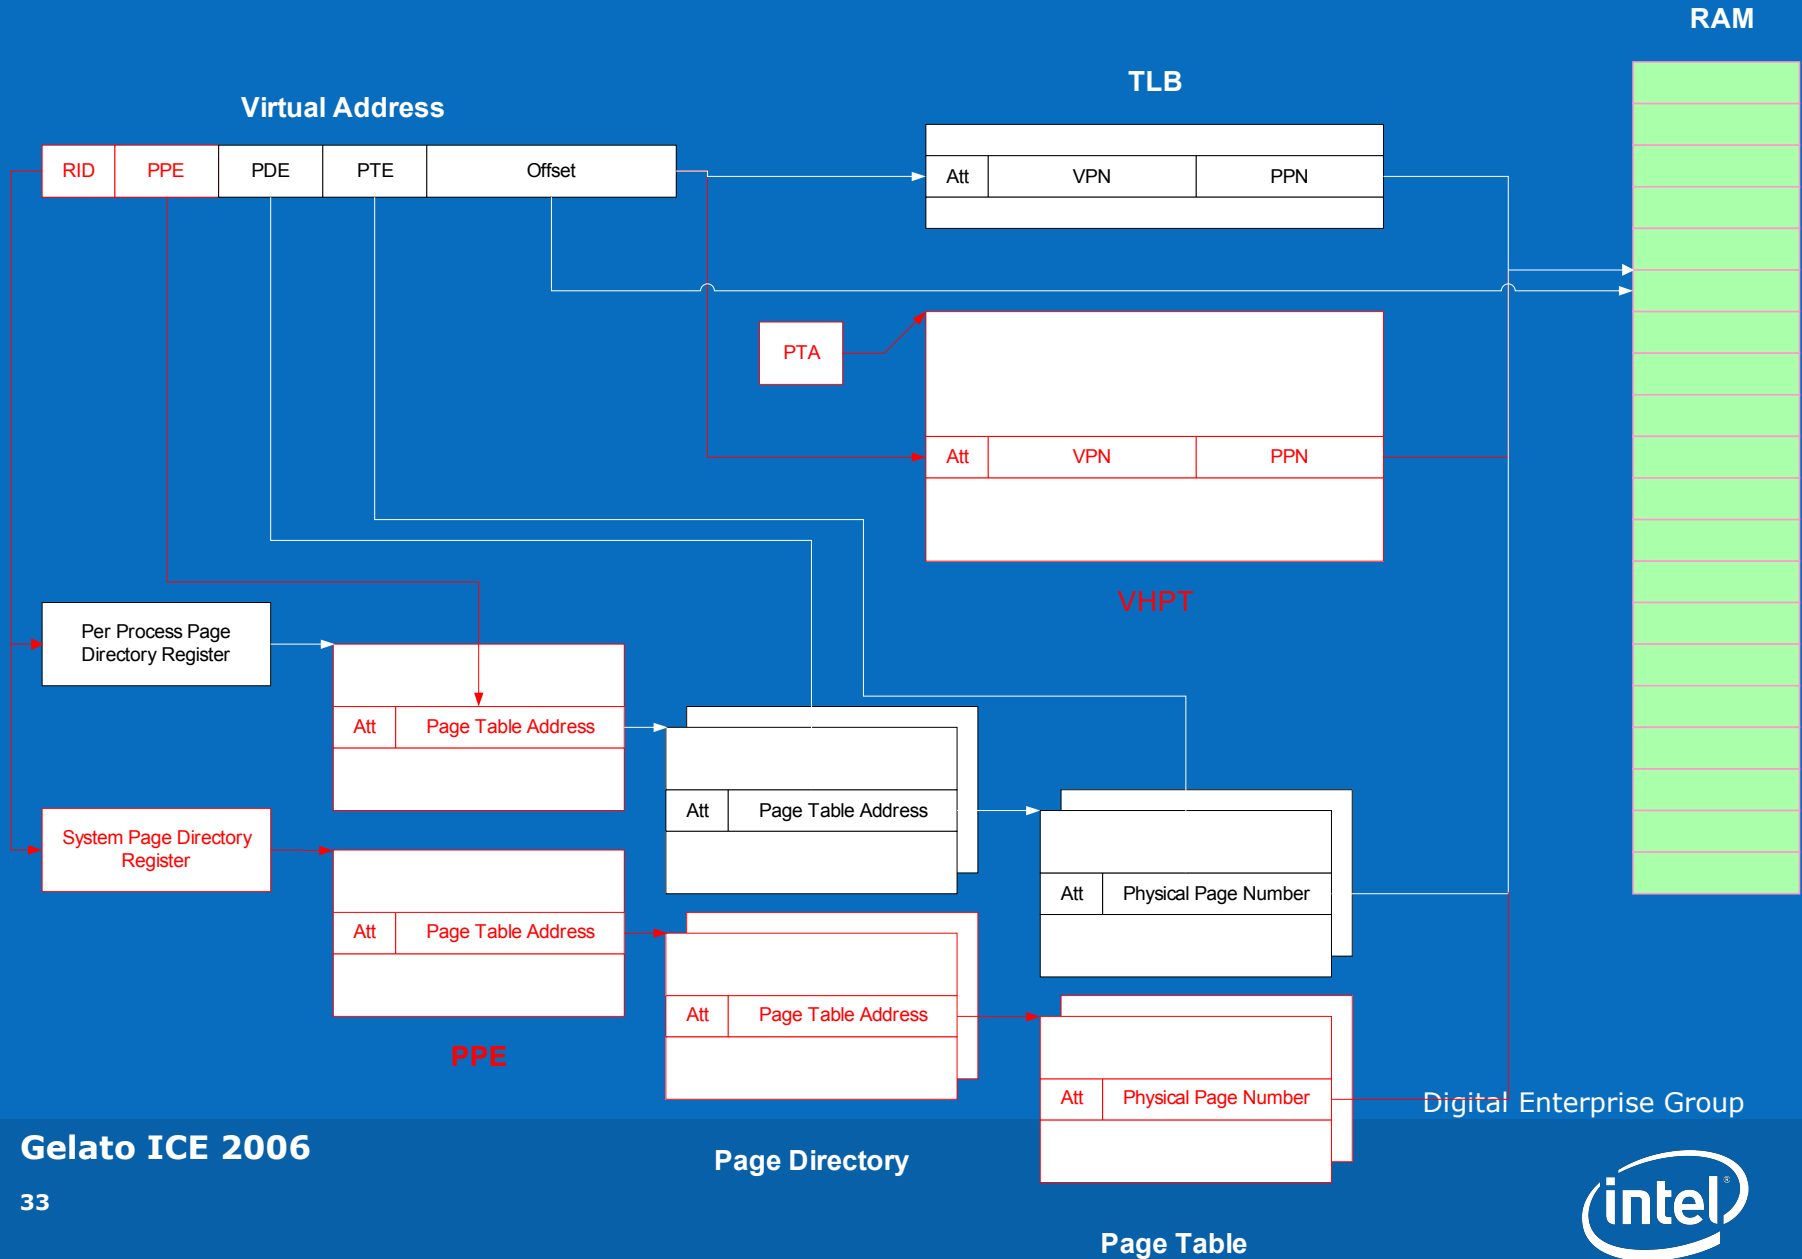 RAM
TLB
Virtual Address
RID PPE PDE PTE Offset
Att VPN PPN
PTA
Att VPN PPN
VHPT
Per Process Page
Directory Register
Att Page Table Address
Att Page Table Address
System Page Directory
Register
Att Physical Page Number
Att Page Table Address
Att Page Table Address
PPE
Att Physical Page Number
Digital Enterprise Group
Gelato ICE 2006
Page Directory
33
intel®
Page Table